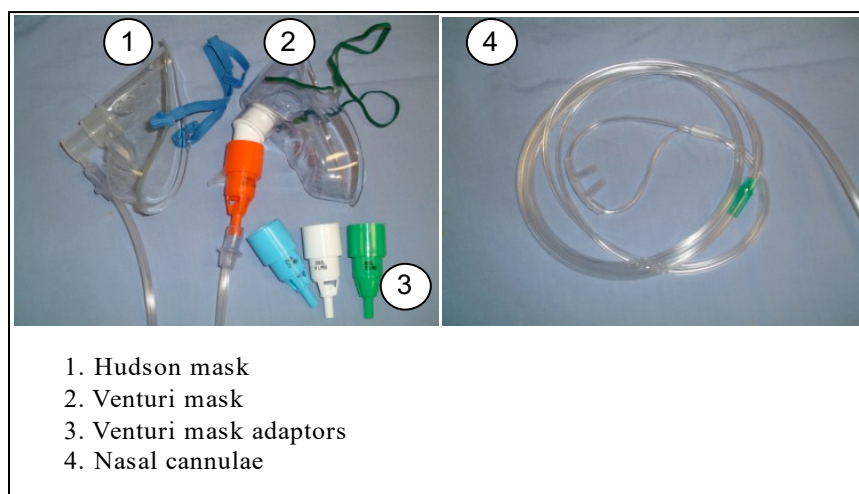 1
2
4
3
1. Hudson mask
2. Venturi mask
3. Venturi mask adaptors
4. Nasal cannulae